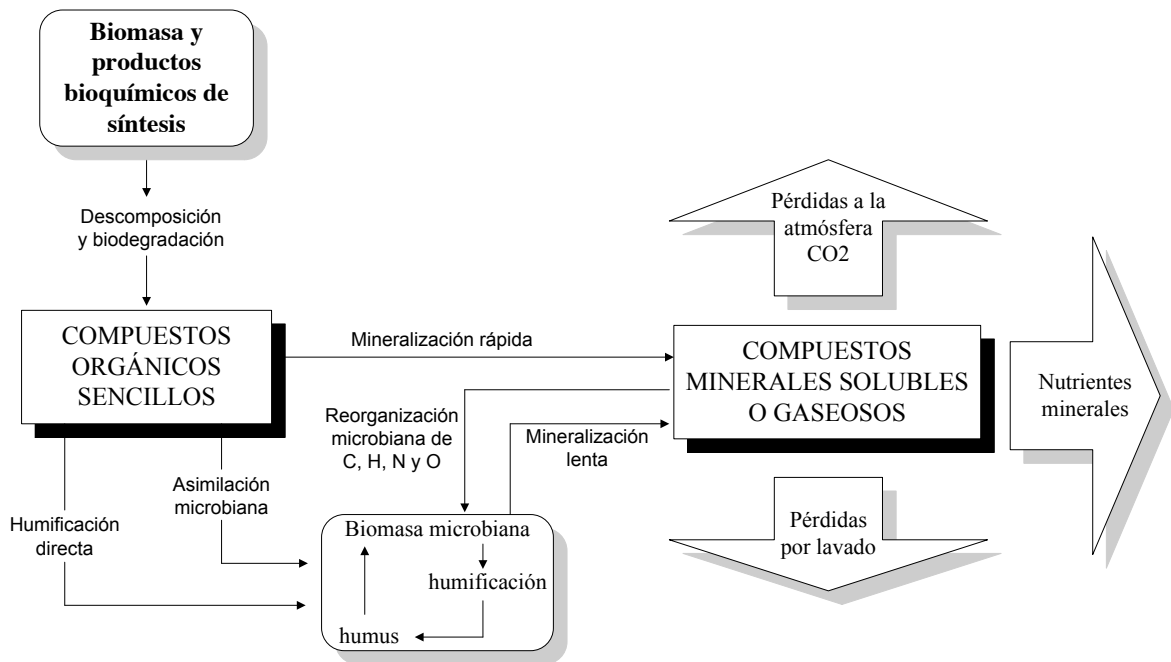 Biomasa y
productos
bioquímicos de
síntesis
Descomposición
y biodegradación
COMPUESTOS
ORGÁNICOS
SENCILLOS
Mineralización rápida
Pérdidas a la
atmósfera
CO2
COMPUESTOS
MINERALES SOLUBLES
O GASEOSOS
Nutrientes
minerales
Reorganización
microbiana de
C, H, N y O
Mineralización
lenta
Asimilación
microbiana
Humificación
directa
Biomasa microbiana
humificación
humus
Pérdidas
por lavado